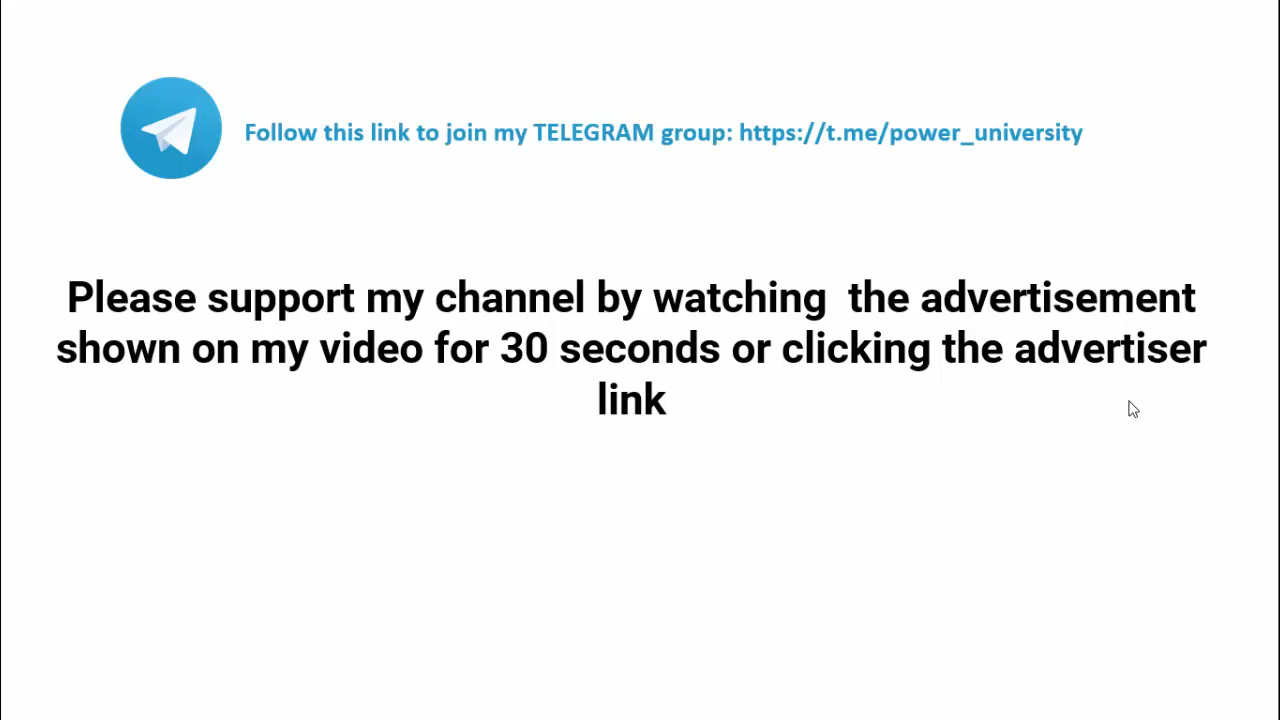 Follow this link to join my TELEGRAM group: https://t.me/power_university
Please support my channel by watching  the advertisement
shown on my video for 30 seconds or clicking the advertiser
link